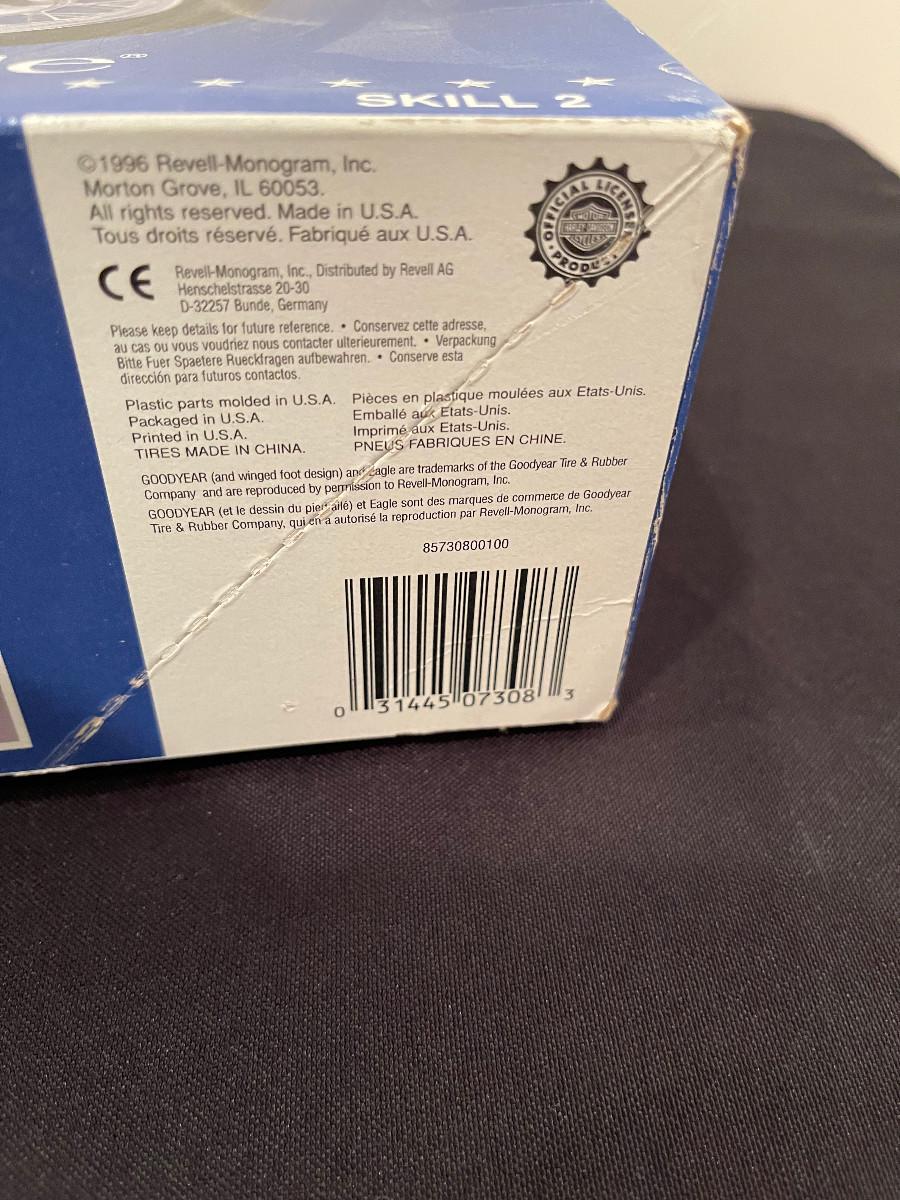 SKILL 2
©1996 Revell-Monogram, Inc.
Morton Grove, IL 60053.
All rights reserved. Made in U.S.A.
Tous droits réservé. Fabriqué aux U.S.A.
OFFICIAL LICENSED PRODUCT
MOTOR
HARLEY-DAVIDSON
CYCLES
CE
Revell-Monogram, Inc., Distributed by Revell AG
Henschelstrasse 20-30
D-32257 Bunde, Germany
Please keep details for future reference. • Conservez cette adresse,
au cas ou vous voudriez nous contacter ulterieurement. • Verpackung
Bitte Fuer Spaetere Rueckfragen aufbewahren. • Conserve esta
dirección para futuros contactos.
Plastic parts molded in U.S.A.
Packaged in U.S.A.
Printed in U.S.A.
TIRES MADE IN CHINA.
Pièces en plastique moulées aux Etats-Unis.
Emballé aux Etats-Unis.
Imprimé aux Etats-Unis.
PNEUS FABRIQUES EN CHINE.
GOODYEAR (and winged foot design) and Eagle are trademarks of the Goodyear Tire & Rubber
Company and are reproduced by permission to Revell-Monogram, Inc.
GOODYEAR (et le dessin du pied ailé) et Eagle sont des marques de commerce de Goodyear
Tire & Rubber Company, qui en a autorisé la reproduction par Revell-Monogram, Inc.
85730800100
0 31445 07308 3